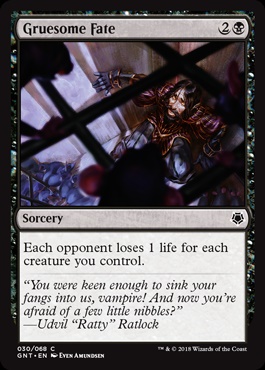 Gruesome Fate 2
Sorcery
Each opponent loses 1 life for each
creature you control.
“You were keen enough to sink your
fangs into us, vampire! And now you’re
afraid of a few little nibbles?”
—Udvil “Ratty” Ratlock
030/068 C
GNT • EN Even Amundsen
™ & © 2018 Wizards of the Coast